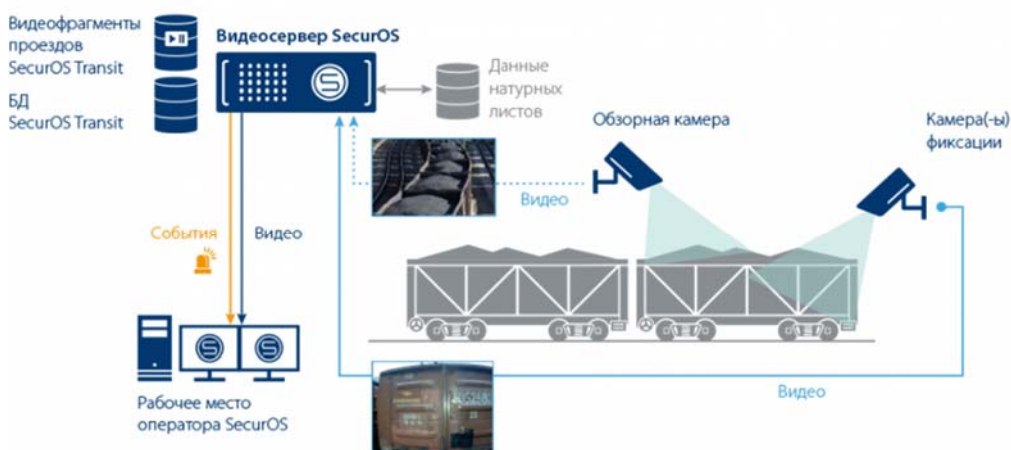 Видеофрагменты
проездов
SecurOS Transit
БД
SecurOS Transit
Видеосервер SecurOS
Данные
натурных
листов
Обзорная камера
Камера(-ы)
фиксации
Видео
События
Видео
Видео
Рабочее место
оператора SecurOS